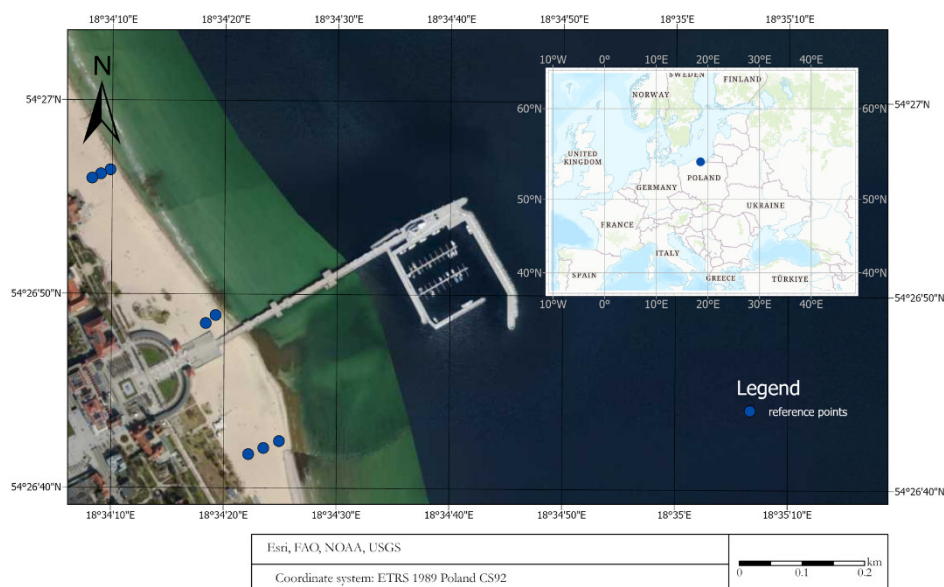 18°34'10"E 18°34'20"E 18°34'30"E 18°34'40"E 18°34'50"E 18°35'E 18°35'10"E
N
10°W 0° 10°E 20°E 30°E 40°E
54°27'N
54°27'N
SWEDEN
FINLAND
NORWAY
60°N
60°N
UNITED
KINGDOM
POLAND
GERMANY
50°N
50°N
UKRAINE
FRANCE
ITALY
SPAIN
GREECE
TÜRKIYE
40°N
40°N
10°W 0° 10°E 20°E 30°E 40°E
54°26'50"N
54°26'50"N
Legend
reference points
54°26'40"N
54°26'40"N
18°34'10"E 18°34'20"E 18°34'30"E 18°34'40"E 18°34'50"E 18°35'E 18°35'10"E
Esri, FAO, NOAA, USGS
km
0 0.1 0.2
Coordinate system: ETRS 1989 Poland CS92